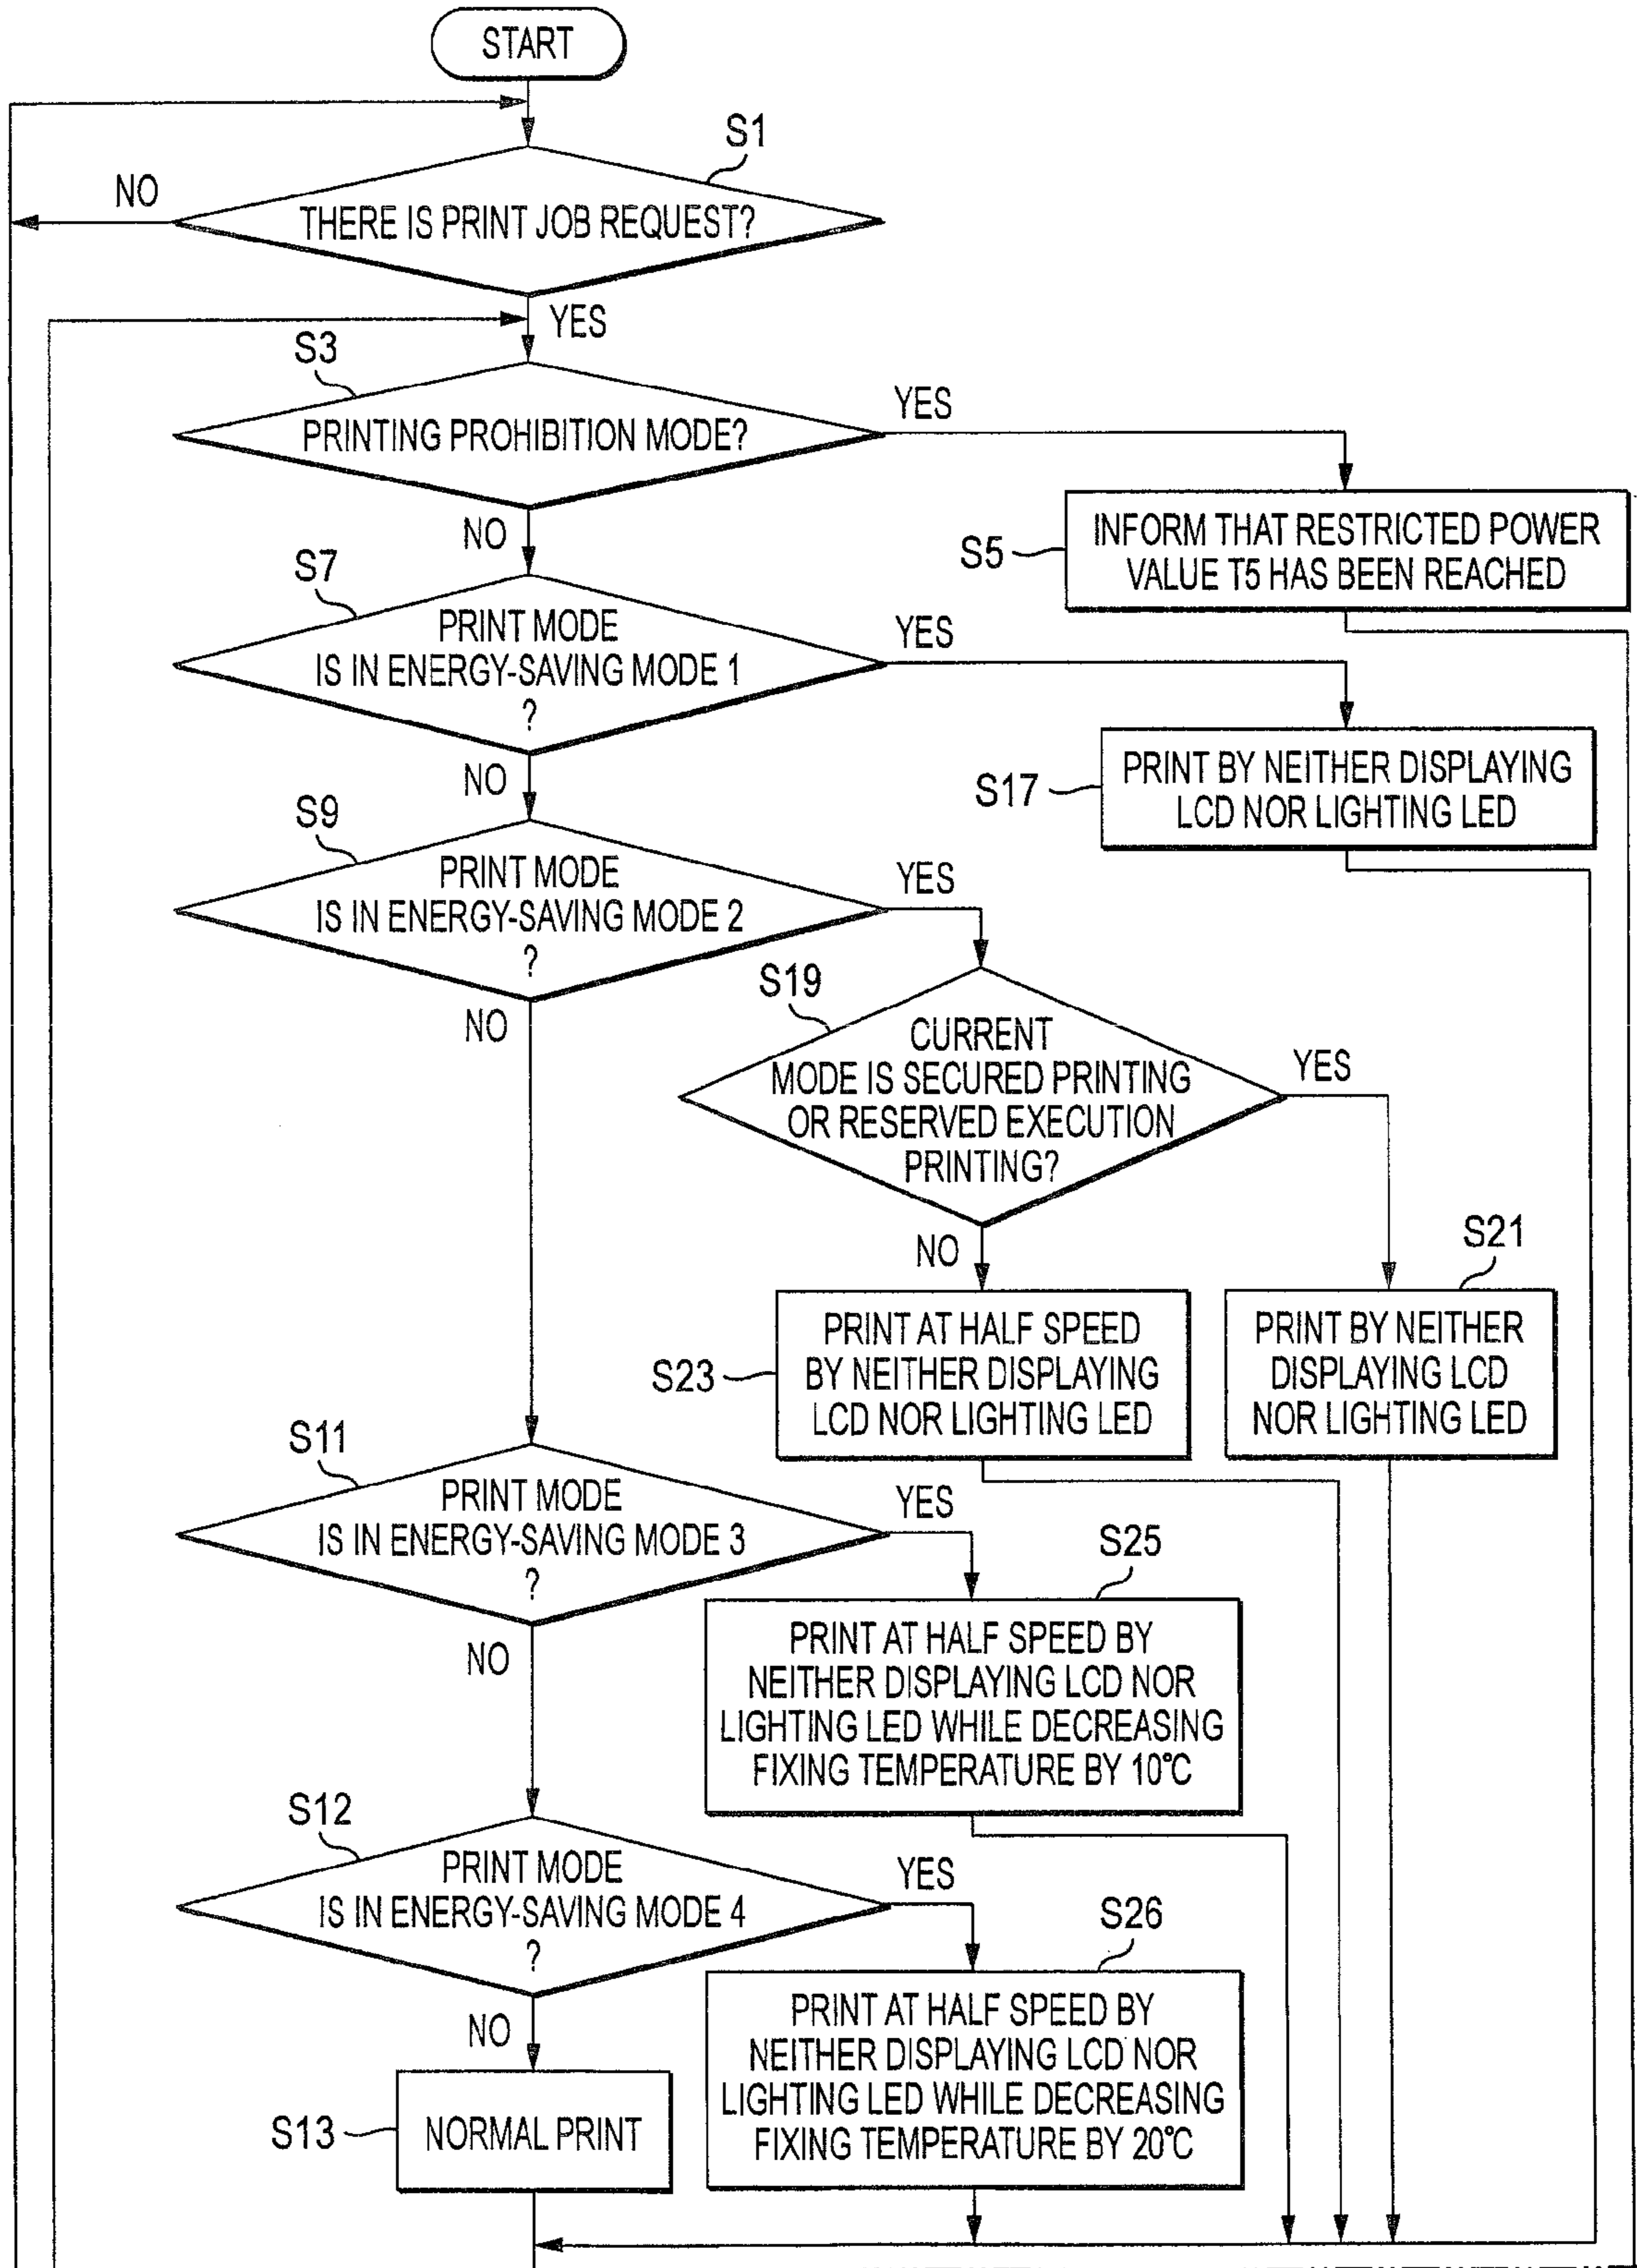 START
S1
NO
THERE IS PRINT JOB REQUEST?
YES
S3
PRINTING PROHIBITION MODE?
YES
NO
S5
INFORM THAT RESTRICTED POWER
VALUE T5 HAS BEEN REACHED
S7
PRINT MODE
IS IN ENERGY-SAVING MODE 1
?
YES
NO
S17
PRINT BY NEITHER DISPLAYING
LCD NOR LIGHTING LED
S9
PRINT MODE
IS IN ENERGY-SAVING MODE 2
?
YES
NO
S19
CURRENT
MODE IS SECURED PRINTING
OR RESERVED EXECUTION
PRINTING?
YES
NO
S21
PRINT BY NEITHER
DISPLAYING LCD
NOR LIGHTING LED
S23
PRINT AT HALF SPEED
BY NEITHER DISPLAYING
LCD NOR LIGHTING LED
S11
PRINT MODE
IS IN ENERGY-SAVING MODE 3
?
YES
NO
S25
PRINT AT HALF SPEED BY
NEITHER DISPLAYING LCD NOR
LIGHTING LED WHILE DECREASING
FIXING TEMPERATURE BY 10°C
S12
PRINT MODE
IS IN ENERGY-SAVING MODE 4
?
YES
NO
S26
PRINT AT HALF SPEED BY
NEITHER DISPLAYING LCD NOR
LIGHTING LED WHILE DECREASING
FIXING TEMPERATURE BY 20°C
S13
NORMAL PRINT